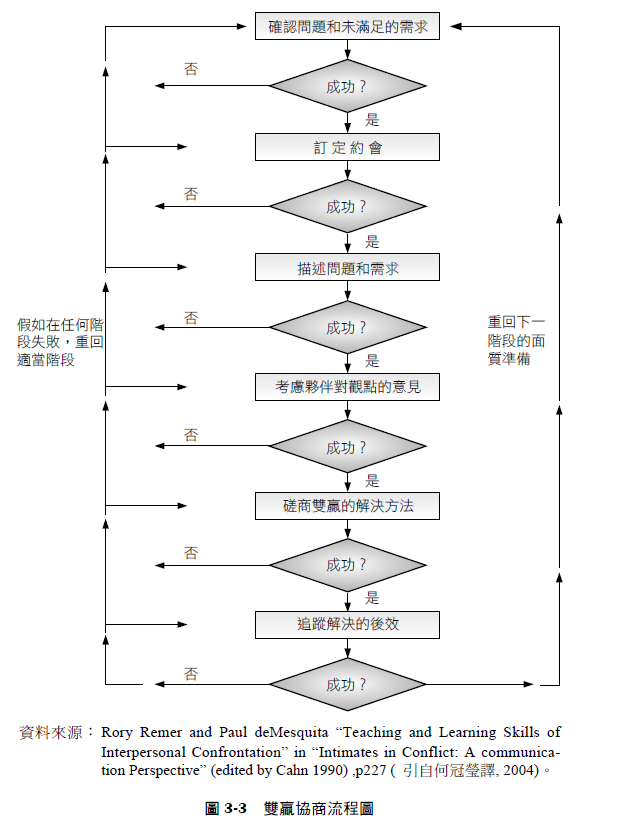 確認問題和未滿足的需求
否
成功？
是
訂定約會
否
成功？
是
描述問題和需求
假如在任何階
段失敗，重回
適當階段
否
成功？
重回下一
階段的面
質準備
是
考慮夥伴對觀點的意見
否
成功？
是
磋商雙贏的解決方法
否
成功？
是
追蹤解決的後效
否
成功？
資料來源： Rory Remer and Paul deMesquita “Teaching and Learning Skills of
Interpersonal Confrontation” in “Intimates in Conflict: A communica-
tion Perspective” (edited by Cahn 1990) ,p227 ( 引自何冠瑩譯, 2004)。
圖 3-3 雙贏協商流程圖